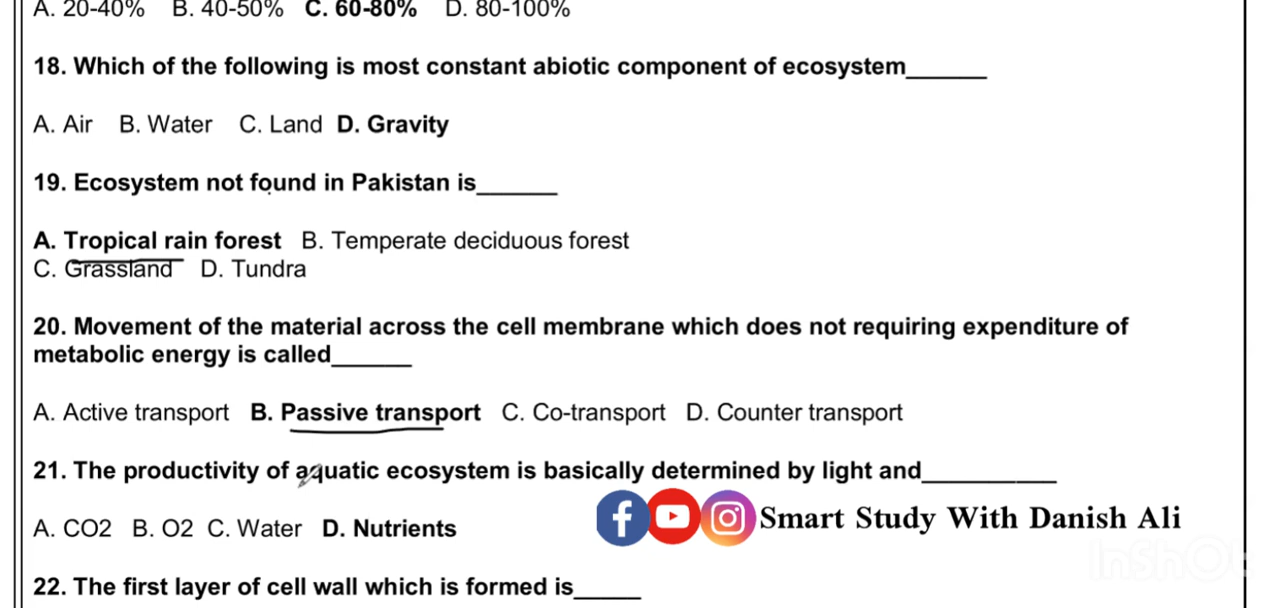 A. 20-40% B. 40-50% C. 60-80% D. 80-100%
18. Which of the following is most constant abiotic component of ecosystem______
A. Air B. Water C. Land D. Gravity
19. Ecosystem not found in Pakistan is______
A. Tropical rain forest B. Temperate deciduous forest
C. Grassland D. Tundra
20. Movement of the material across the cell membrane which does not requiring expenditure of
metabolic energy is called______
A. Active transport B. Passive transport C. Co-transport D. Counter transport
21. The productivity of aquatic ecosystem is basically determined by light and__________
Smart Study With Danish Ali
A. CO2 B. O2 C. Water D. Nutrients
InShOt
22. The first layer of cell wall which is formed is_____